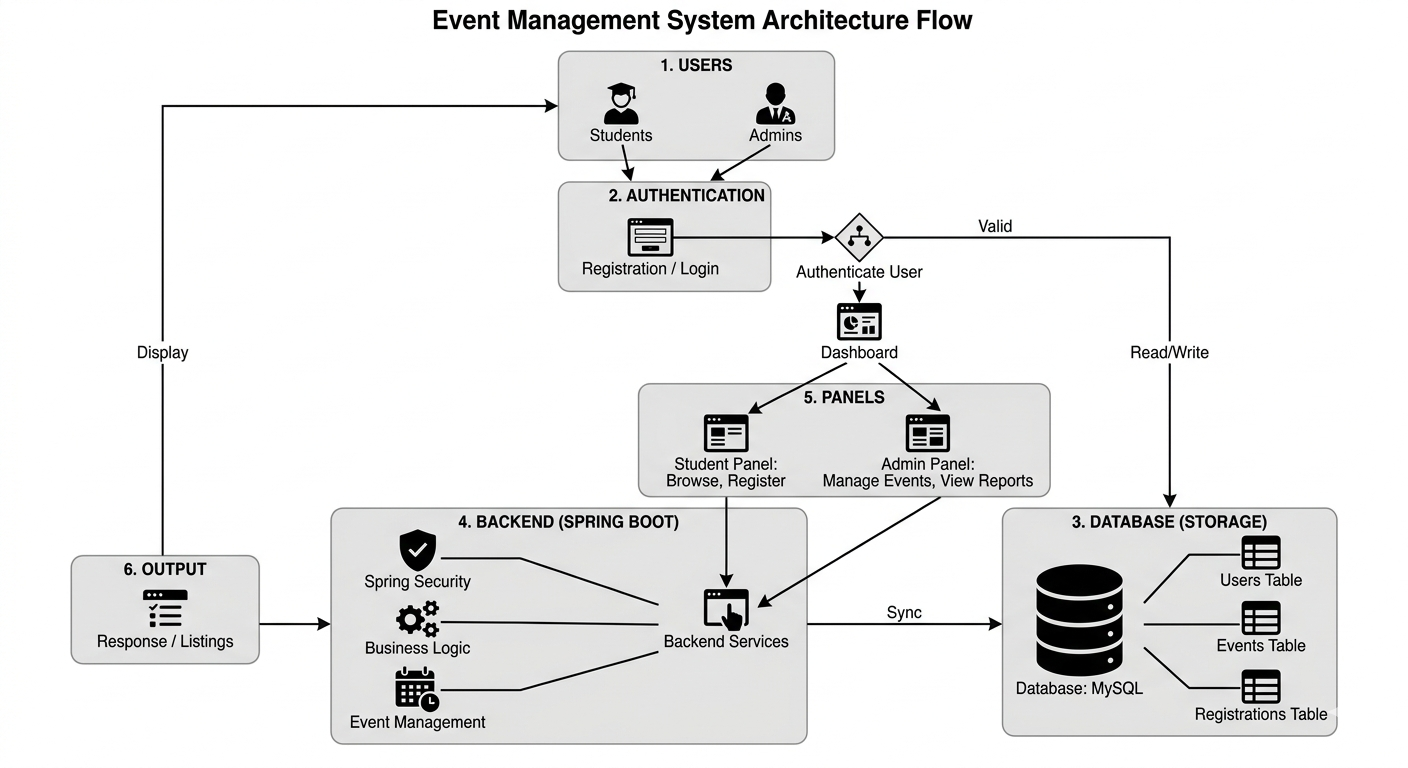 Event Management System Architecture Flow
1. USERS
Students
Admins
2. AUTHENTICATION
Registration / Login
Valid
Authenticate User
Display
Dashboard
Read/Write
5. PANELS
Student Panel:
Browse, Register
Admin Panel:
Manage Events, View Reports
4. BACKEND (SPRING BOOT)
Spring Security
Business Logic
Event Management
Backend Services
Sync
3. DATABASE (STORAGE)
Database: MySQL
Users Table
Events Table
Registrations Table
6. OUTPUT
Response / Listings